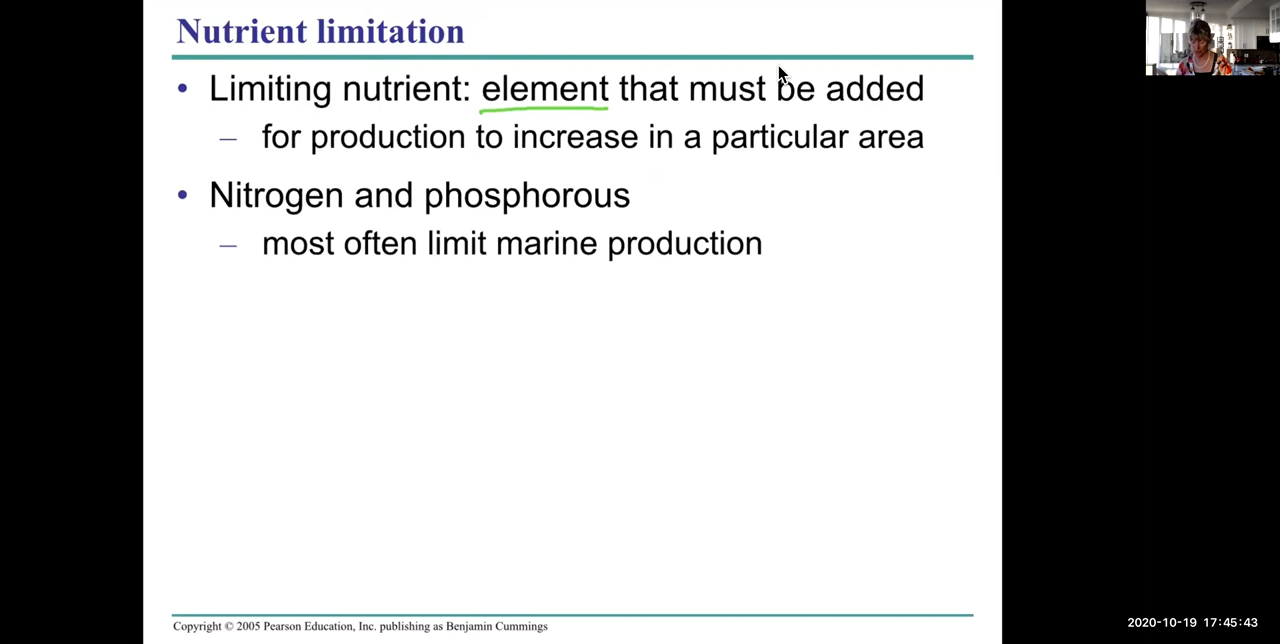 Nutrient limitation
• Limiting nutrient: element that must be added
– for production to increase in a particular area
• Nitrogen and phosphorous
– most often limit marine production
Copyright © 2005 Pearson Education, Inc. publishing as Benjamin Cummings
2020-10-19 17:45:43